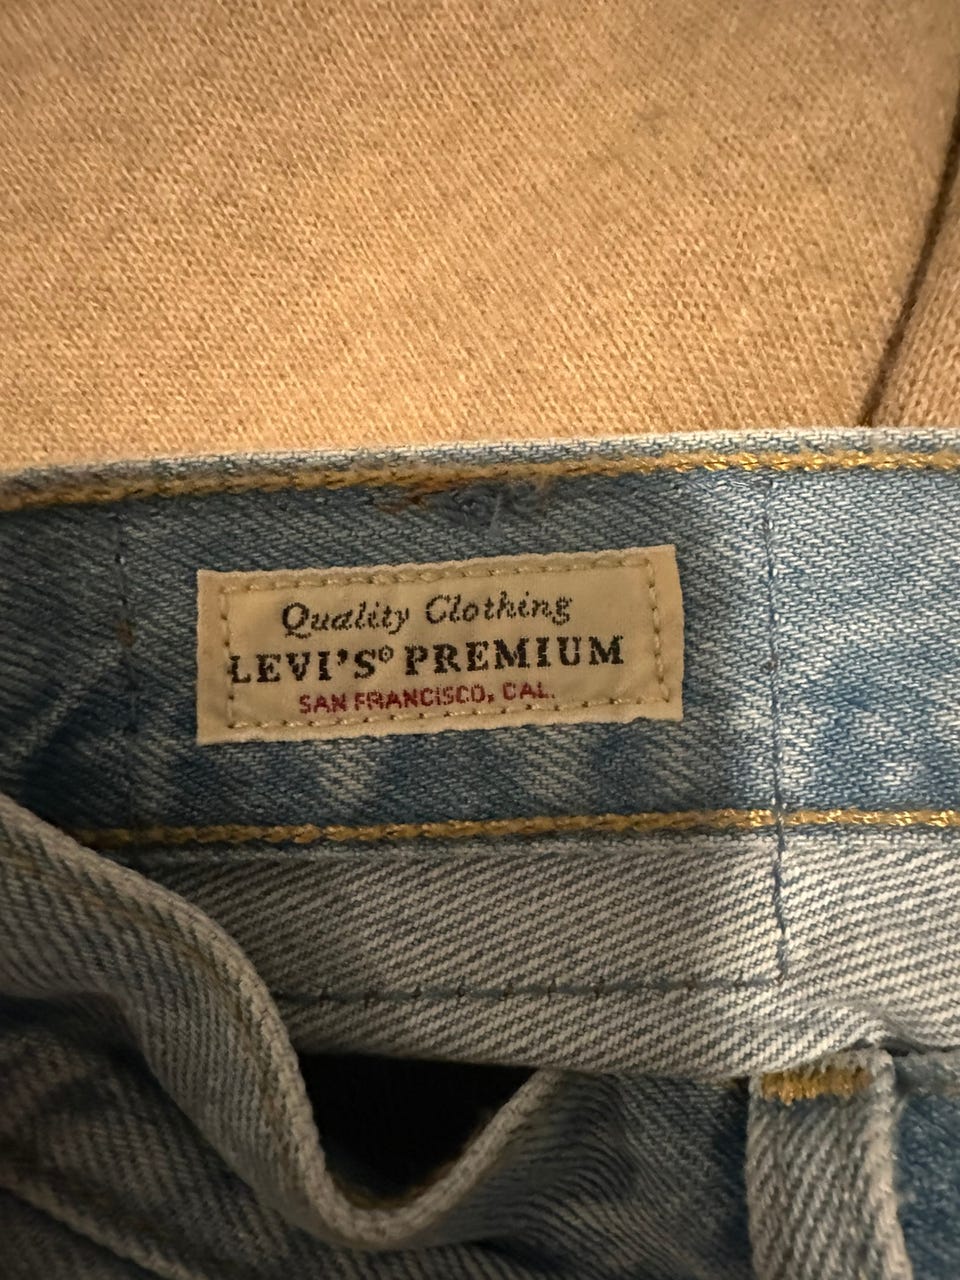 Quality Clothing
LEVI'S® PREMIUM
SAN FRANCISCO, CAL.